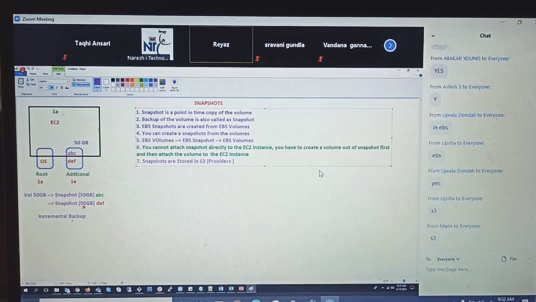 Zoom Meeting
Taqhi Ansari
Naresh i Techno...
Reyaz
sravani gundla
Vandana ganna...
Chat
From ABAKAR YOUNIS to Everyone:
YES
From Ashish S to Everyone:
Y
From Ujwala Dondab to Everyone:
in ebs
From Lipsha to Everyone:
ebs
From Ujwala Dondab to Everyone:
yes
From Lipsha to Everyone:
s3
From Mane to Everyone:
s3
To: Everyone
File
Type message here...
SNAPSHOTS
1. Snapshot is a point in time copy of the volume
2. Backup of the volume is also called as Snapshot
3. EBS Snapshots are created from EBS Volumes
4. You can create a snapshots from the volumes
5. EBS VOlumes --> EBS Snapshot --> EBS Volumes
6. You cannot attach snapshot directly to the EC2 instance, you have to create a volume out of snapshot first
and then attach the volume to the EC2 Instance
7. Snapshots are Stored in S3 (Providers )
1a
EC2
50 GB
abc
OS
def
Root
Additional
1a
1a
Vol 50GB --> Snapshot (50GB) abc
--> Snapshot (50GB) def
Incremental Backup
9:32 AM